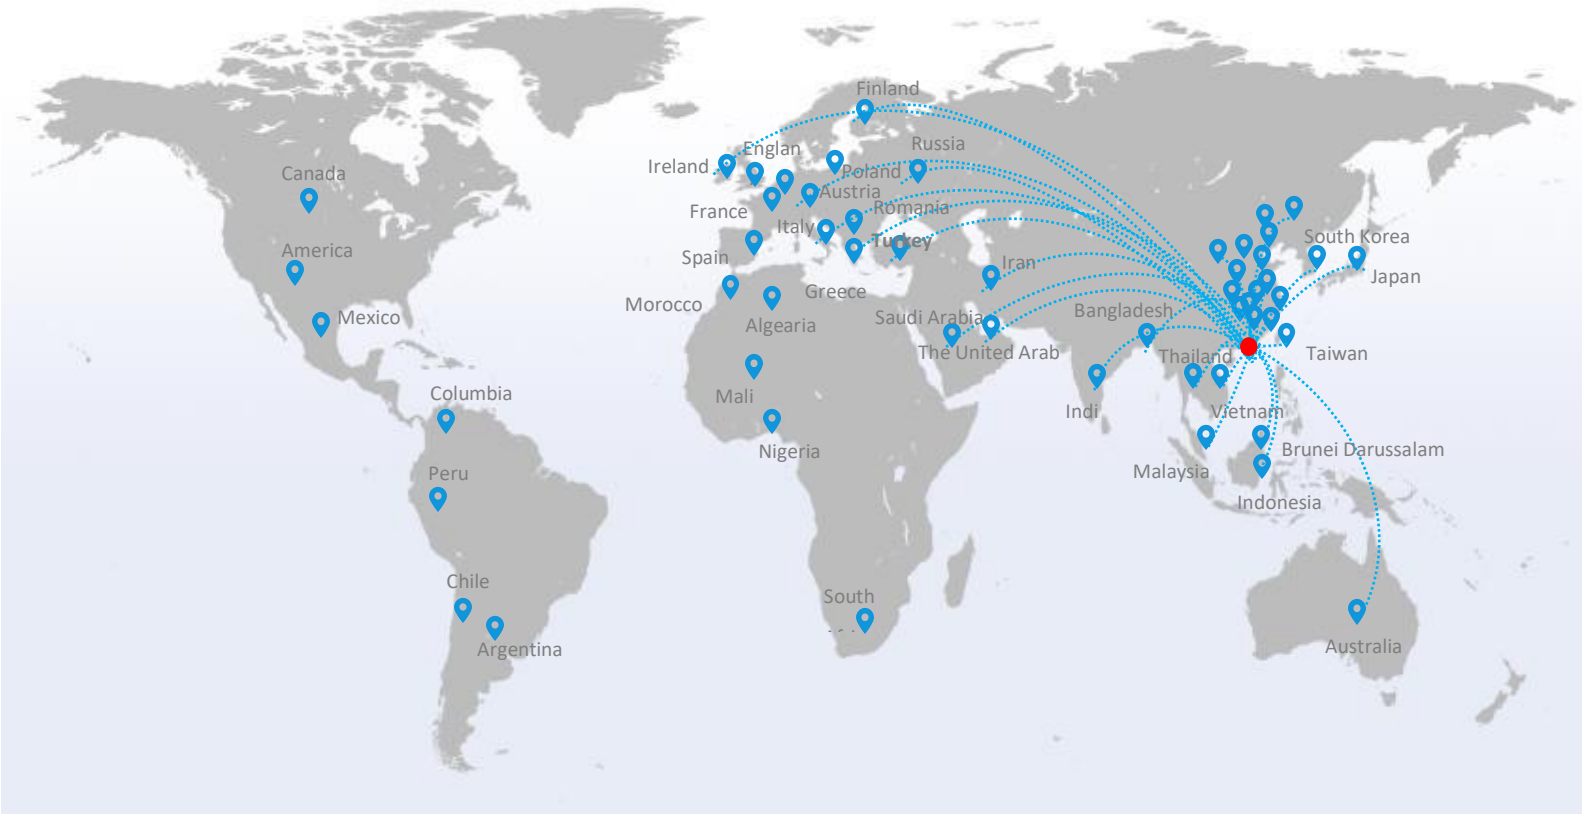 Finland
Englan
Russia
Ireland
Poland
Canada
Austria
France
Romania
Italy
South Korea
Turkey
America
Spain
Iran
Japan
Greece
Morocco
Bangladesh
Mexico
Saudi Arabia
Algearia
The United Arab
Thailand
Taiwan
Columbia
Mali
Indi
Vietnam
Nigeria
Brunei Darussalam
Peru
Malaysia
Indonesia
Chile
South
Argentina
Australia